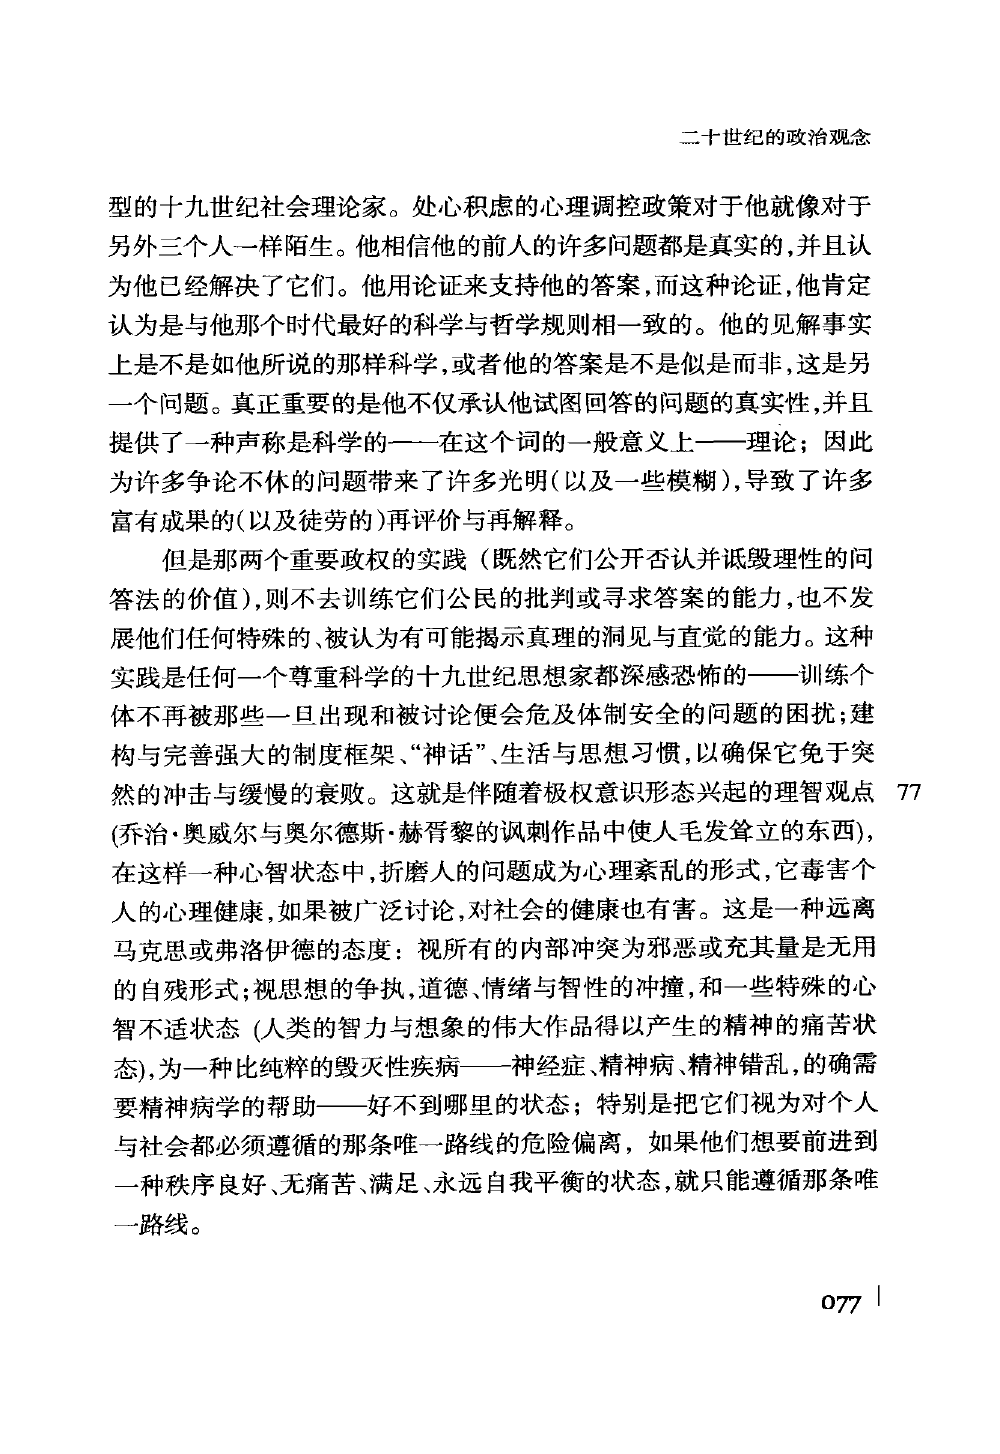 二十世纪的政治观念
型的十九世纪社会理论家。处心积虑的心理调控政策对于他就像对于
另外三个人一样陌生。他相信他的前人的许多问题都是真实的,并且认
为他已经解决了它们。他用论证来支持他的答案,而这种论证,他肯定
认为是与他那个时代最好的科学与哲学规则相一致的。他的见解事实
上是不是如他所说的那样科学,或者他的答案是不是似是而非,这是另
一个问题。真正重要的是他不仅承认他试图回答的问题的真实性,并且
提供了一种声称是科学的——在这个词的一般意义上——理论；因此
为许多争论不休的问题带来了许多光明(以及一些模糊),导致了许多
富有成果的(以及徒劳的)再评价与再解释。
但是那两个重要政权的实践（既然它们公开否认并诋毁理性的问
答法的价值),则不去训练它们公民的批判或寻求答案的能力,也不发
展他们任何特殊的、被认为有可能揭示真理的洞见与直觉的能力。这种
实践是任何一个尊重科学的十九世纪思想家都深感恐怖的——训练个
体不再被那些一旦出现和被讨论便会危及体制安全的问题的困扰;建
构与完善强大的制度框架、“神话”、生活与思想习惯,以确保它免于突
然的冲击与缓慢的衰败。这就是伴随着极权意识形态兴起的理智观点 77
(乔治·奥威尔与奥尔德斯·赫胥黎的讽刺作品中使人毛发耸立的东西),
在这样一种心智状态中,折磨人的问题成为心理紊乱的形式,它毒害个
人的心理健康,如果被广泛讨论,对社会的健康也有害。这是一种远离
马克思或弗洛伊德的态度：视所有的内部冲突为邪恶或充其量是无用
的自残形式;视思想的争执,道德、情绪与智性的冲撞,和一些特殊的心
智不适状态 (人类的智力与想象的伟大作品得以产生的精神的痛苦状
态),为一种比纯粹的毁灭性疾病——神经症、精神病、精神错乱,的确需
要精神病学的帮助——好不到哪里的状态；特别是把它们视为对个人
与社会都必须遵循的那条唯一路线的危险偏离，如果他们想要前进到
一种秩序良好、无痛苦、满足、永远自我平衡的状态,就只能遵循那条唯
一路线。
077